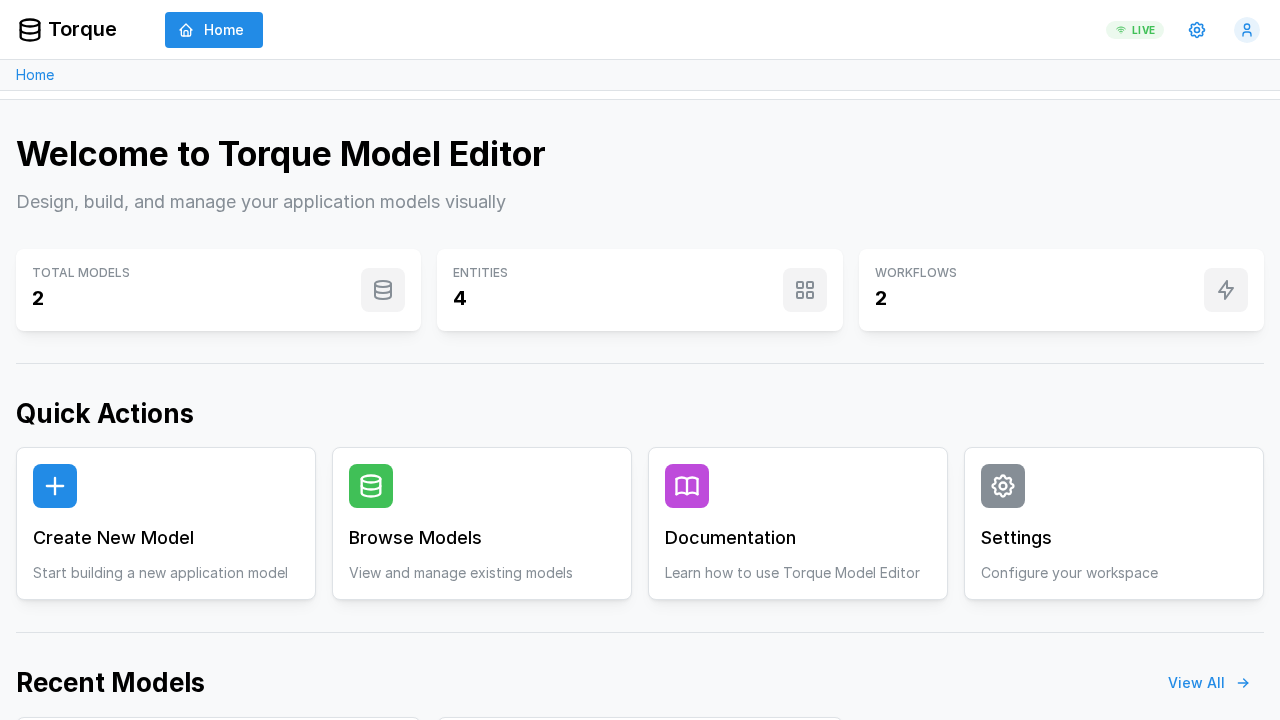 Torque
Home
LIVE
Home
Welcome to Torque Model Editor
Design, build, and manage your application models visually
TOTAL MODELS
2
ENTITIES
4
WORKFLOWS
2
Quick Actions
Create New Model
Start building a new application model
Browse Models
View and manage existing models
Documentation
Learn how to use Torque Model Editor
Settings
Configure your workspace
Recent Models
View All